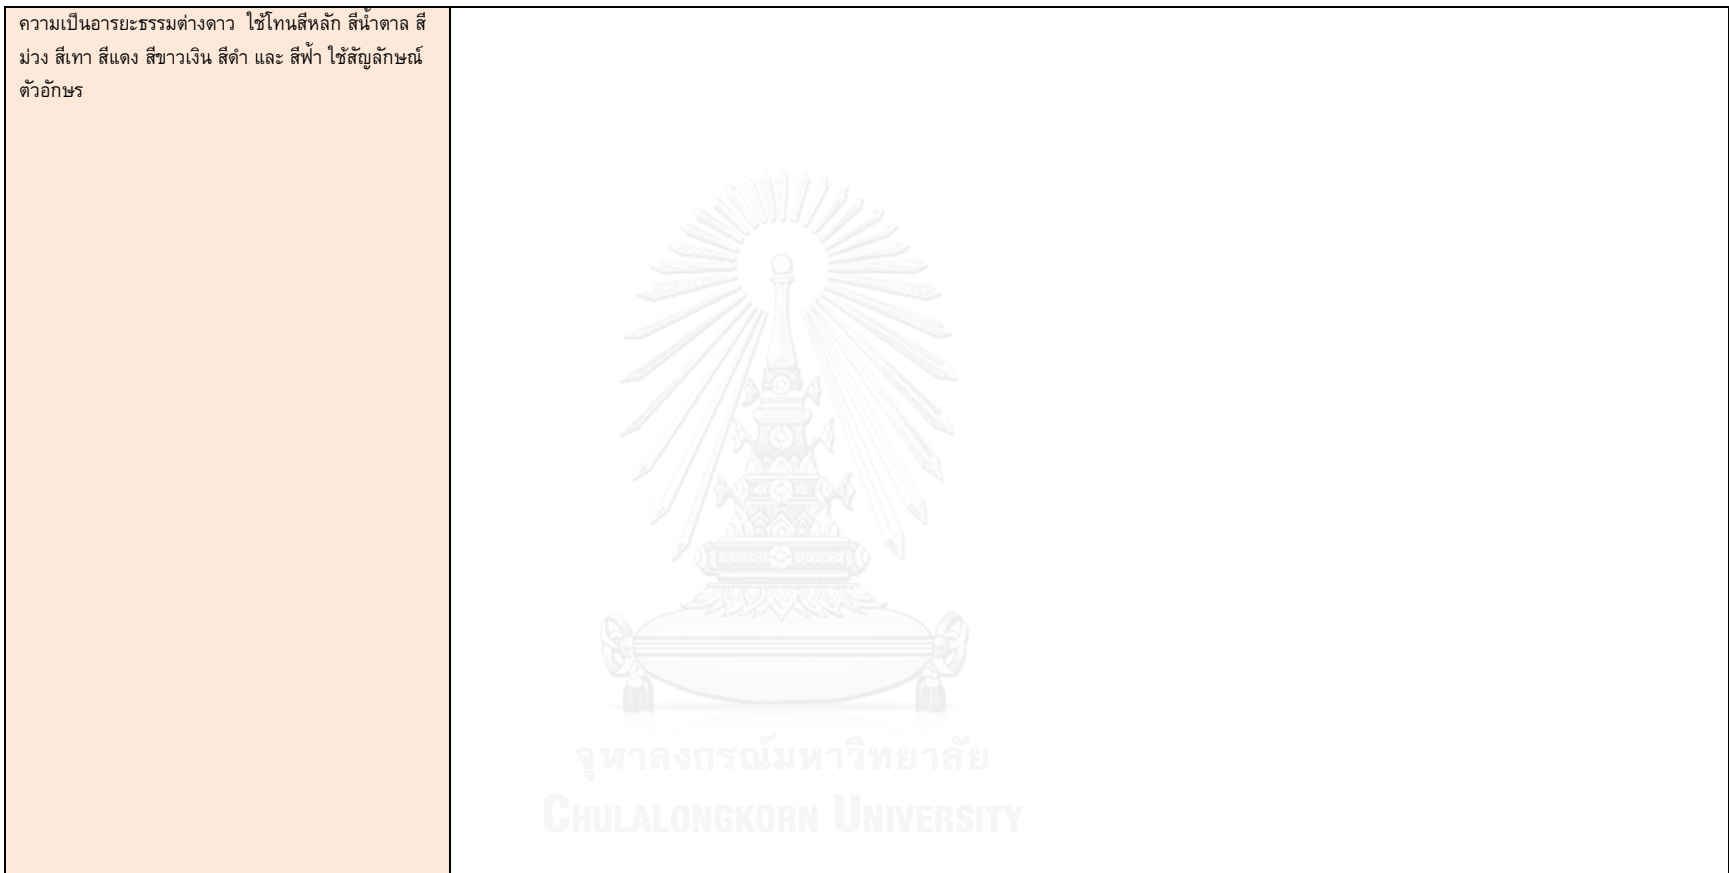 ความเป็นอารยะธรรมต่างดาว ใช้โทนสีหลัก สีน้ำตาล สี
ม่วง สีเทา สีแดง สีขาวเงิน สีดำ และ สีฟ้า ใช้สัญลักษณ์
ตัวอักษร
จุฬาลงกรณ์มหาวิทยาลัย
CHULALONGKORN UNIVERSITY